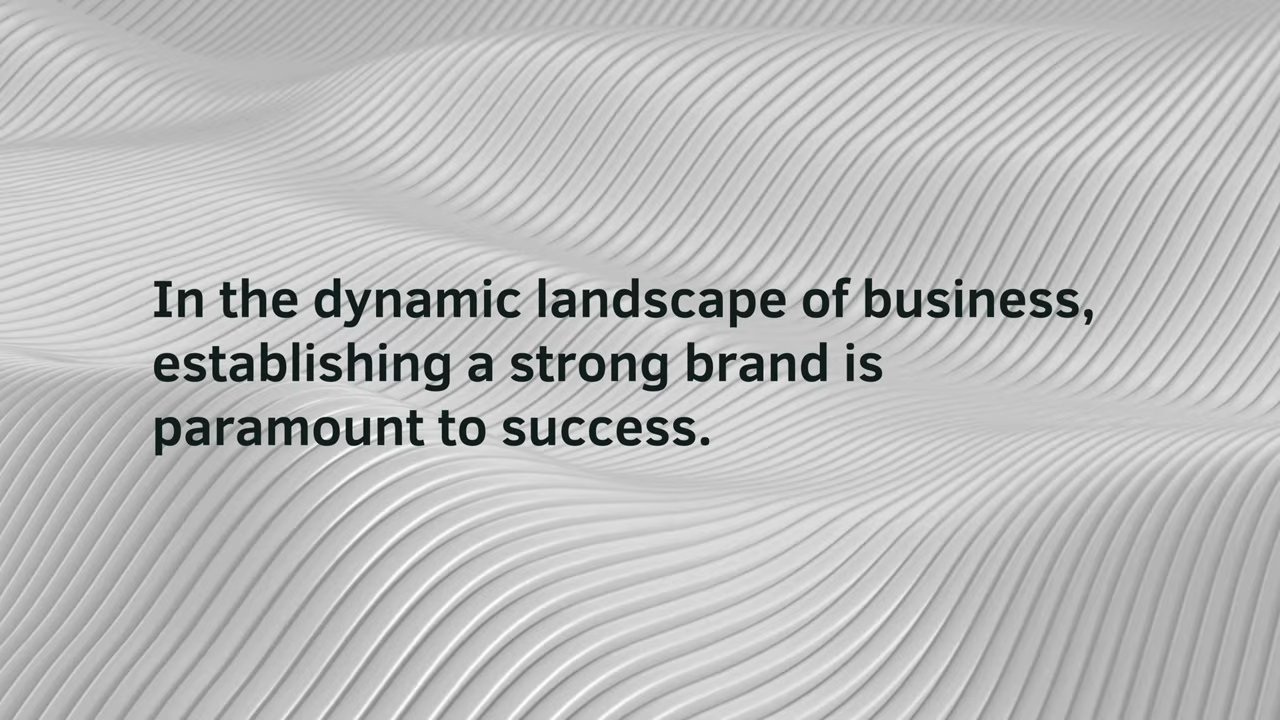 In the dynamic landscape of business,
establishing a strong brand is
paramount to success.